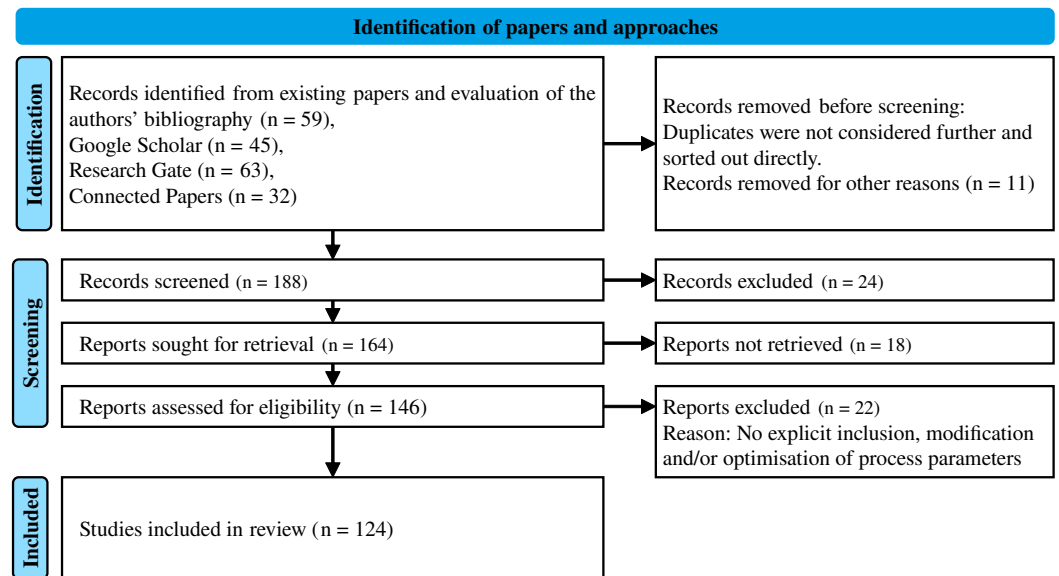 Identification of papers and approaches
Identification
Records identified from existing papers and evaluation of the
authors' bibliography (n = 59),
Google Scholar (n = 45),
Research Gate (n = 63),
Connected Papers (n = 32)
Records removed before screening:
Duplicates were not considered further and
sorted out directly.
Records removed for other reasons (n = 11)
Screening
Records screened (n = 188)
Records excluded (n = 24)
Reports sought for retrieval (n = 164)
Reports not retrieved (n = 18)
Reports assessed for eligibility (n = 146)
Reports excluded (n = 22)
Reason: No explicit inclusion, modification
and/or optimisation of process parameters
Included
Studies included in review (n = 124)